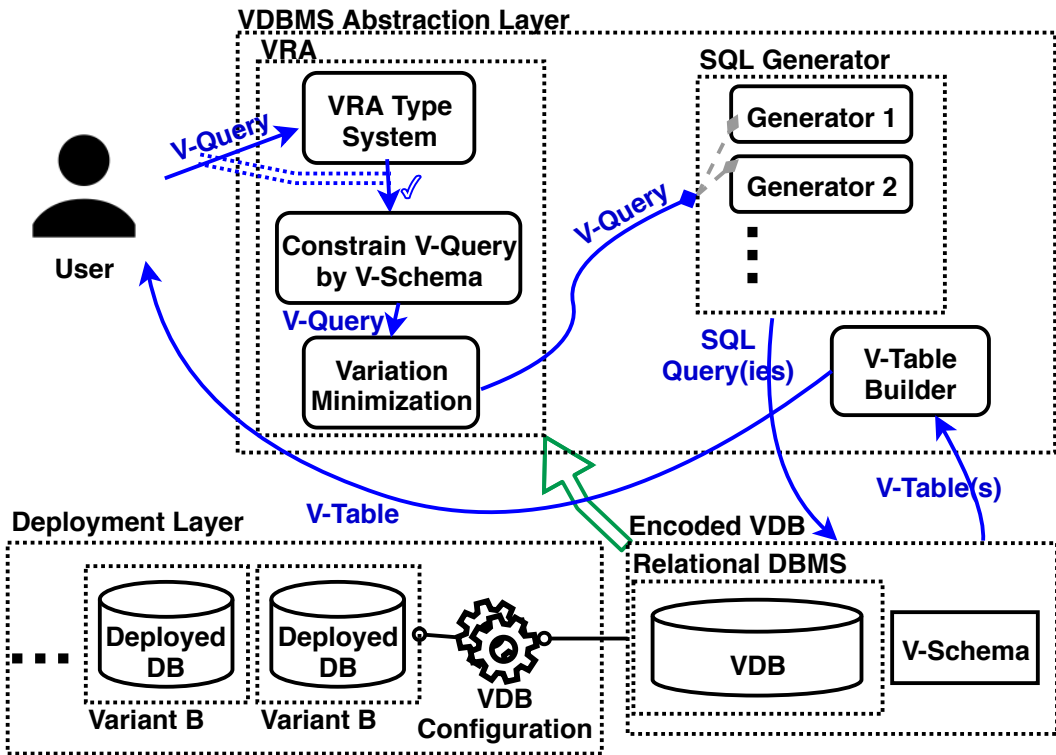 VDBMS Abstraction Layer
VRA
SQL Generator
VRA Type
System
Generator 1
V-Query
Generator 2
V-Query
Constrain V-Query
by V-Schema
User
V-Query
SQL
Query(ies)
V-Table
Builder
Variation
Minimization
V-Table(s)
V-Table
Deployment Layer
Encoded VDB
Relational DBMS
Deployed
DB
Deployed
DB
VDB
V-Schema
VDB
Configuration
Variant B
Variant B